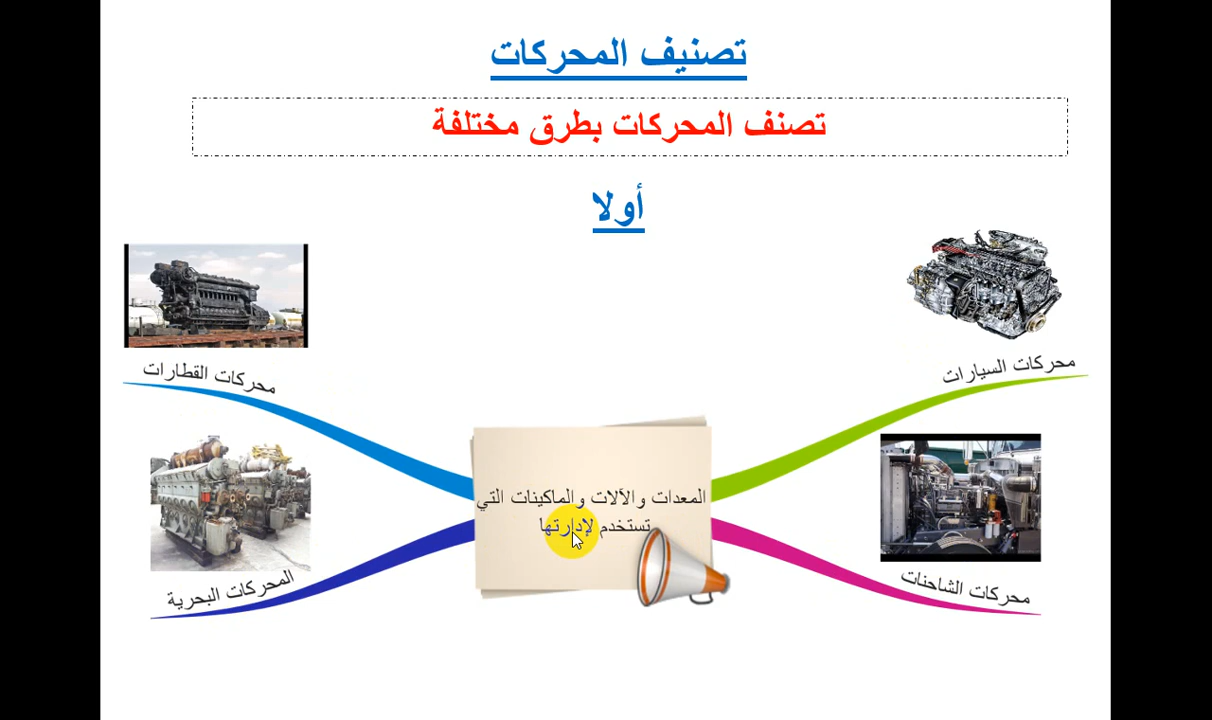 تصنيف المحركات
تصنف المحركات بطرق مختلفة
أولا
محركات السيارات
محركات القطارات
المعدات والآلات والماكينات التي
تستخدم لإدارتها
محركات الشاحنات
المحركات البحرية